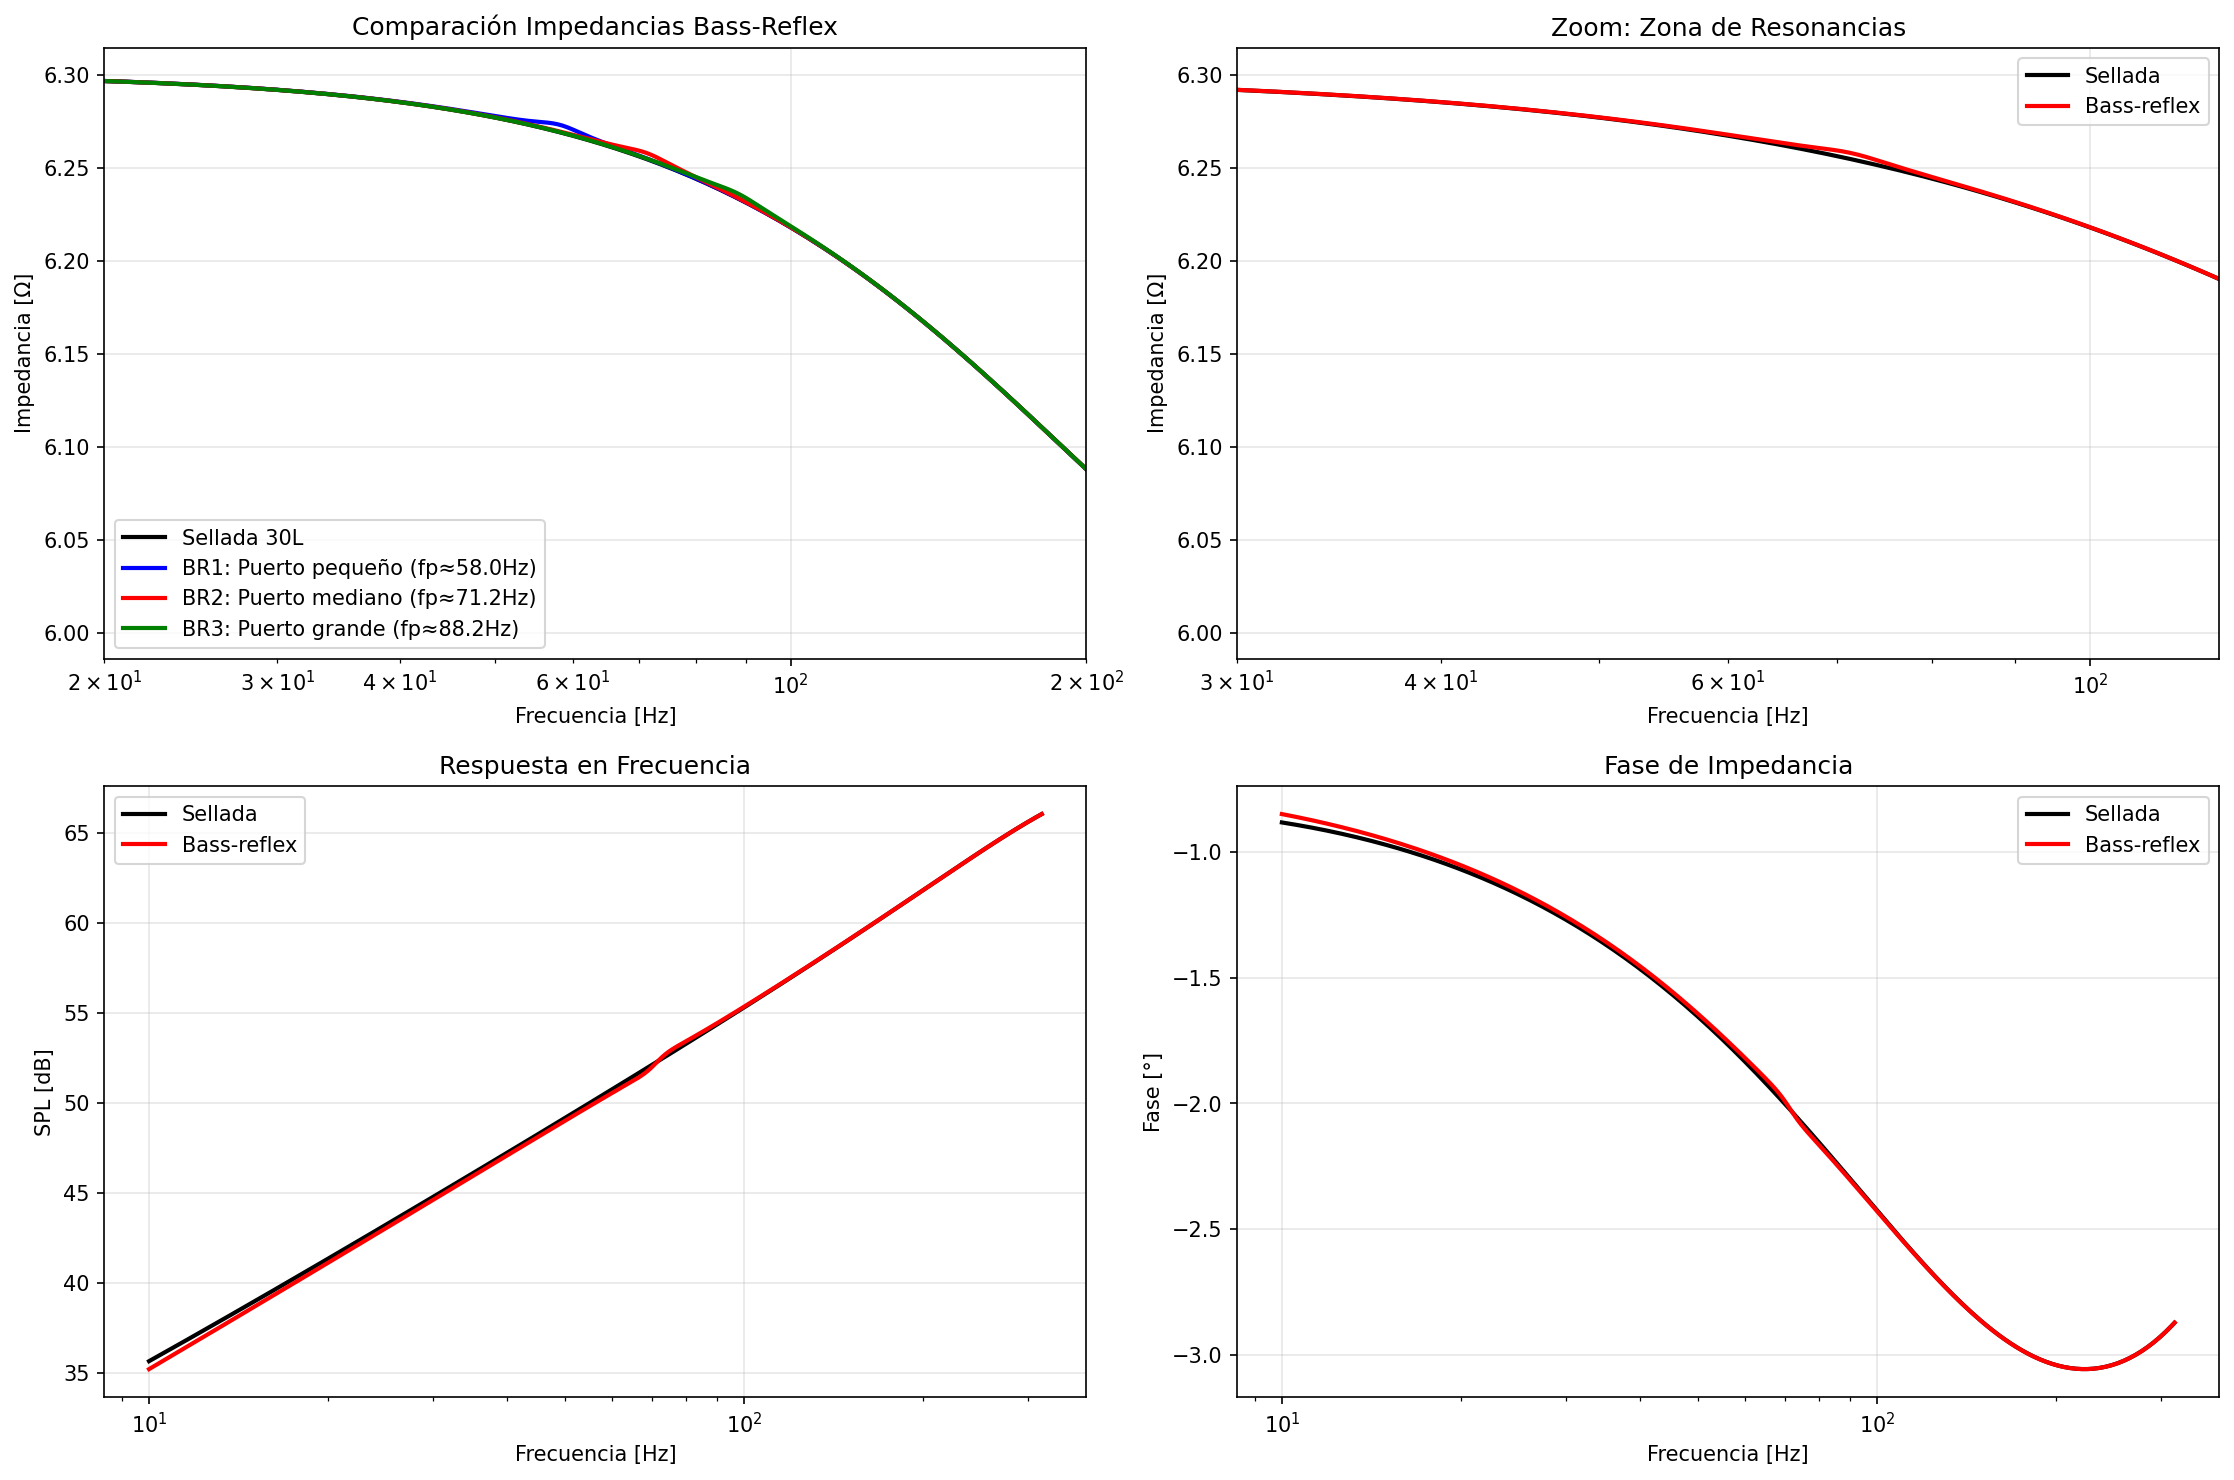 Comparación Impedancias Bass-Reflex
Impedancia [Ω]
6.30
6.25
6.20
6.15
6.10
6.05
6.00
Sellada 30L
BR1: Puerto pequeño (fp≈58.0Hz)
BR2: Puerto mediano (fp≈71.2Hz)
BR3: Puerto grande (fp≈88.2Hz)
2 × 10¹ 3 × 10¹ 4 × 10¹ 6 × 10¹ 10² 2 × 10²
Frecuencia [Hz]
Zoom: Zona de Resonancias
Impedancia [Ω]
6.30
6.25
6.20
6.15
6.10
6.05
6.00
Sellada
Bass-reflex
3 × 10¹ 4 × 10¹ 6 × 10¹ 10²
Frecuencia [Hz]
Respuesta en Frecuencia
SPL [dB]
65
60
55
50
45
40
35
Sellada
Bass-reflex
10¹ 10²
Frecuencia [Hz]
Fase de Impedancia
Fase [°]
−1.0
−1.5
−2.0
−2.5
−3.0
Sellada
Bass-reflex
10¹ 10²
Frecuencia [Hz]